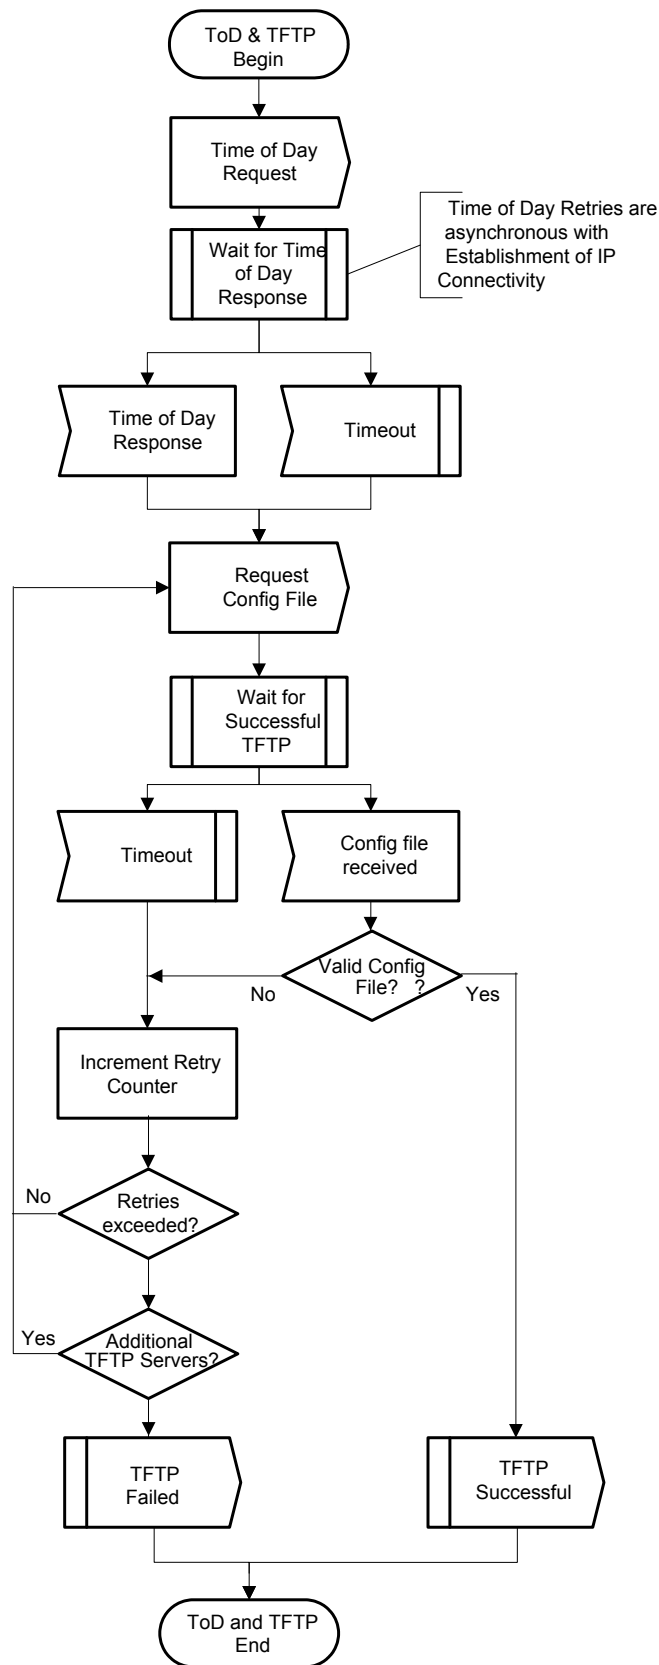 ToD & TFTP
Begin
Time of Day
Request
Wait for Time
of Day
Response
Time of Day Retries are
asynchronous with
Establishment of IP
Connectivity
Time of Day
Response
Timeout
Request
Config File
Wait for
Successful
TFTP
Timeout
Config file
received
Valid Config
File? ?
No
Yes
Increment Retry
Counter
No
Retries
exceeded?
Yes
Additional
TFTP Servers?
TFTP
Failed
TFTP
Successful
ToD and TFTP
End